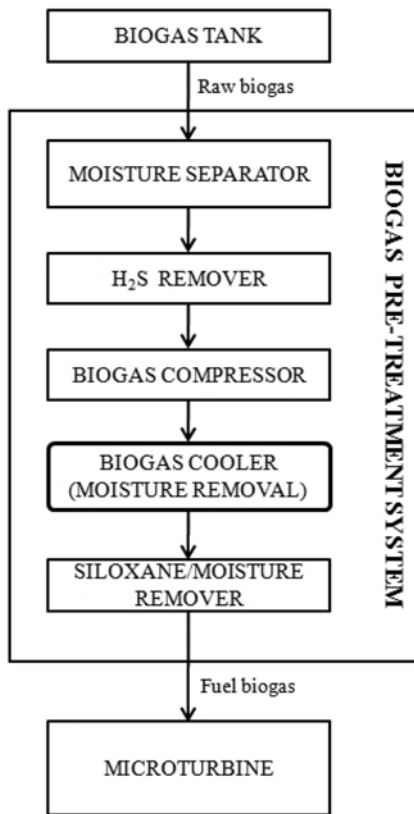 BIOGAS TANK
Raw biogas
MOISTURE SEPARATOR
H₂S REMOVER
BIOGAS COMPRESSOR
BIOGAS COOLER
(MOISTURE REMOVAL)
SILOXANE/MOISTURE
REMOVER
BIOGAS PRE-TREATMENT SYSTEM
Fuel biogas
MICROTURBINE